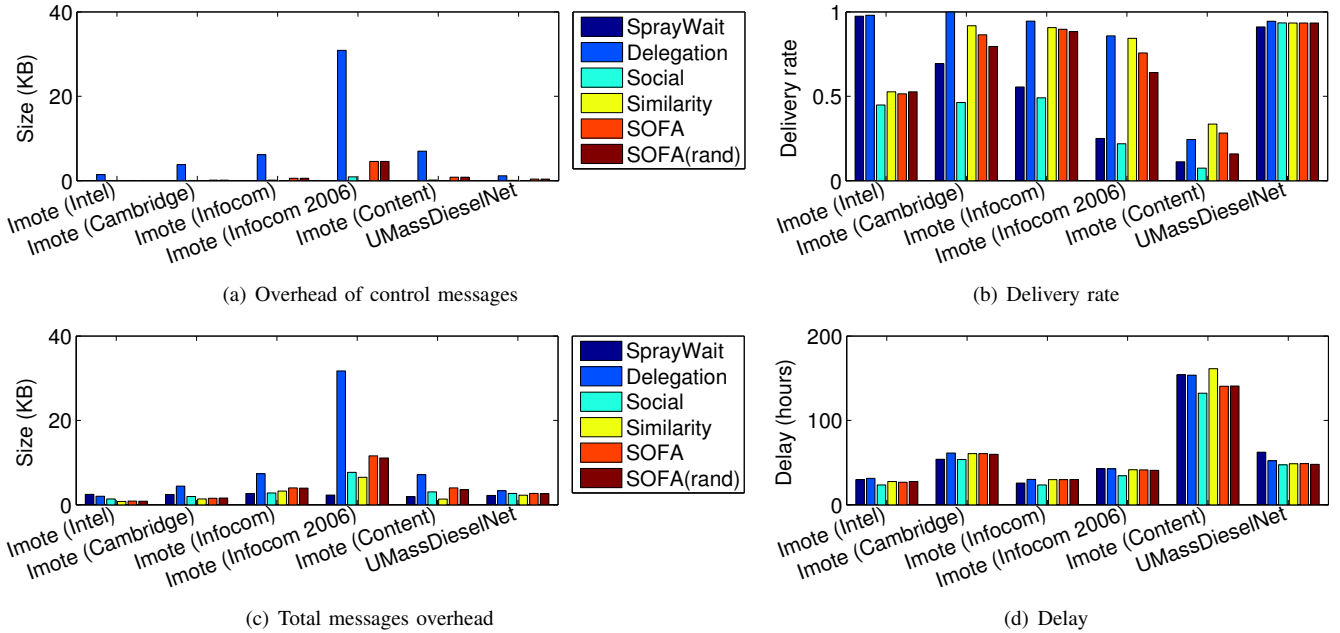 40
20
0
Size (KB)
Imote (Intel)
Imote (Cambridge)
Imote (Infocom)
Imote (Infocom 2006)
Imote (Content)
UMassDieselNet
SprayWait
Delegation
Social
Similarity
SOFA
SOFA(rand)
(a) Overhead of control messages
1
0.5
0
Delivery rate
Imote (Intel)
Imote (Cambridge)
Imote (Infocom)
Imote (Infocom 2006)
Imote (Content)
UMassDieselNet
(b) Delivery rate
40
20
0
Size (KB)
Imote (Intel)
Imote (Cambridge)
Imote (Infocom)
Imote (Infocom 2006)
Imote (Content)
UMassDieselNet
SprayWait
Delegation
Social
Similarity
SOFA
SOFA(rand)
(c) Total messages overhead
200
100
0
Delay (hours)
Imote (Intel)
Imote (Cambridge)
Imote (Infocom)
Imote (Infocom 2006)
Imote (Content)
UMassDieselNet
(d) Delay